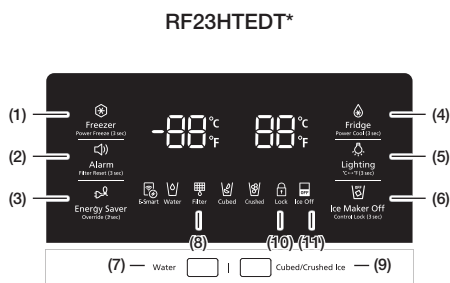 RF23HTEDT*
(1) Freezer Power Freeze (3 sec)
-88 °C °F 88 °C °F
Fridge Power Cool (3 sec) (4)
(2) Alarm Filter Reset (3 sec)
Lighting °C↔°F (3 sec) (5)
(3) Energy Saver Override (3sec)
E-Smart Water Filter Cubed Crushed Lock Ice Off
OFF
OFF
Ice Maker Off Control Lock (3 sec) (6)
(8) (10) (11)
(7) Water | Cubed/Crushed Ice (9)